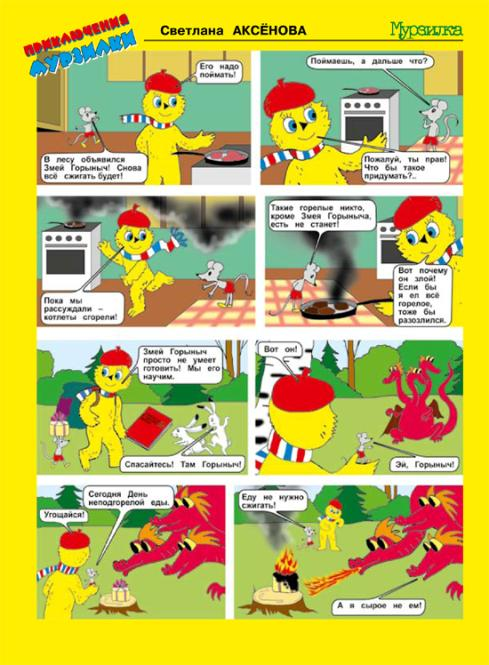 ПРИКЛЮЧЕНИЯ
МУРЗИЛКИ
Светлана АКСЁНОВА
Мурзилка
Его надо
поймать!
В лесу объявился
Змей Горыныч! Снова
всё сжигать будет!
Поймаешь, а дальше что?
Пожалуй, ты прав!
Что бы такое
придумать?..
Пока мы
рассуждали –
котлеты сгорели!
Такие горелые никто,
кроме Змея Горыныча,
есть не станет!
Вот почему
он злой!
Если бы
я ел всё
горелое,
тоже бы
разозлился.
Змей Горыныч
просто не умеет
готовить! Мы его
научим.
Спасайтесь! Там Горыныч!
Вот он!
Эй, Горыныч!
Сегодня День
неподгорелой еды.
Угощайся!
Еду не нужно
сжигать!
А я сырое не ем!